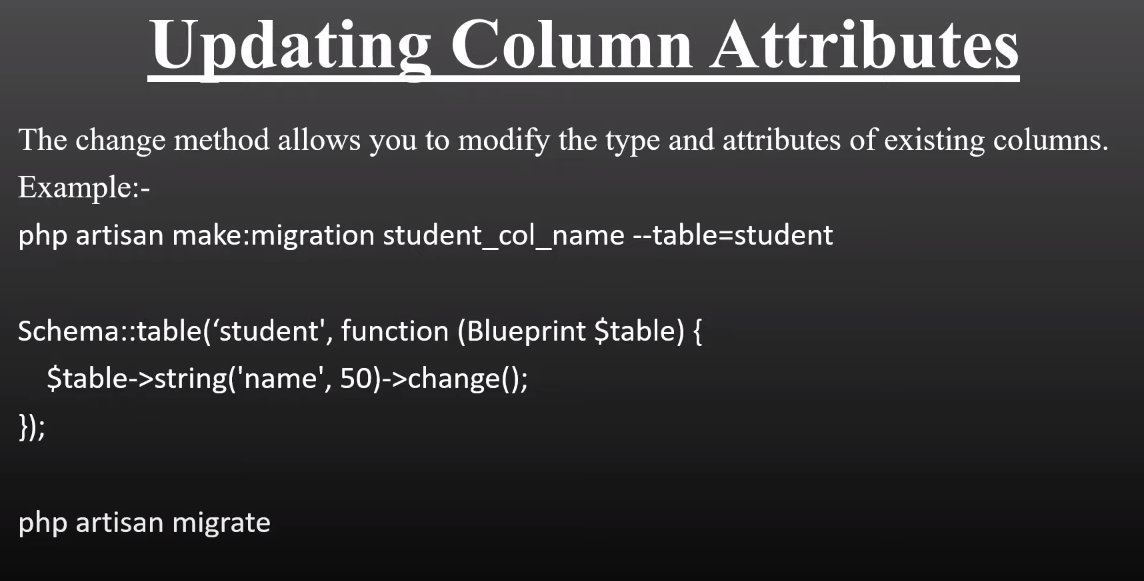 Updating Column Attributes
The change method allows you to modify the type and attributes of existing columns.
Example:-
php artisan make:migration student_col_name --table=student
Schema::table(‘student', function (Blueprint $table) {
$table->string('name', 50)->change();
});
php artisan migrate